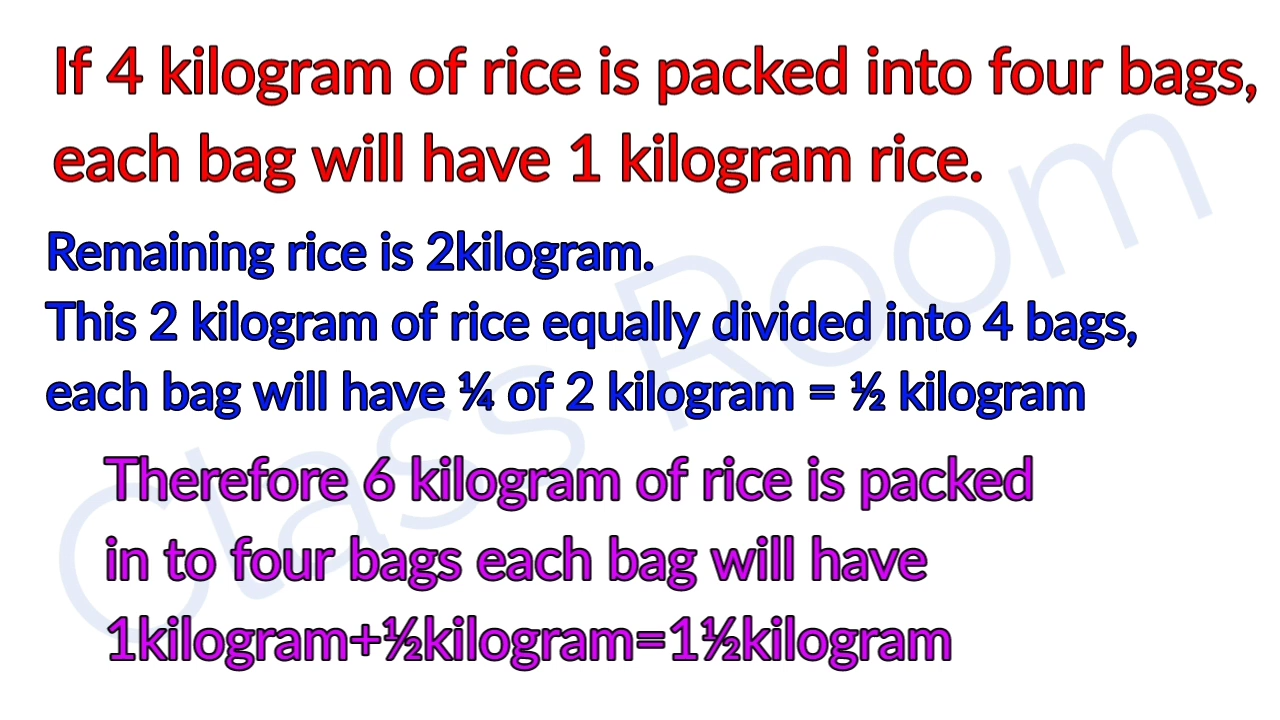 If 4 kilogram of rice is packed into four bags,
each bag will have 1 kilogram rice.
Remaining rice is 2kilogram.
This 2 kilogram of rice equally divided into 4 bags,
each bag will have ¼ of 2 kilogram = ½ kilogram
Therefore 6 kilogram of rice is packed
in to four bags each bag will have
1kilogram+½kilogram=1½kilogram
Class Room